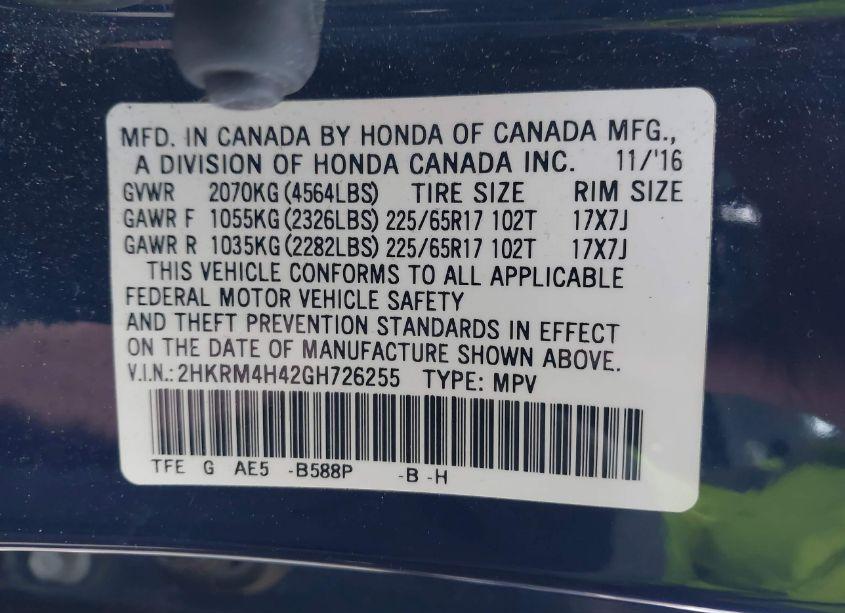 MFD. IN CANADA BY HONDA OF CANADA MFG.,
A DIVISION OF HONDA CANADA INC. 11/'16
GVWR 2070KG (4564LBS) TIRE SIZE RIM SIZE
GAWR F 1055KG (2326LBS) 225/65R17 102T 17X7J
GAWR R 1035KG (2282LBS) 225/65R17 102T 17X7J
THIS VEHICLE CONFORMS TO ALL APPLICABLE
FEDERAL MOTOR VEHICLE SAFETY
AND THEFT PREVENTION STANDARDS IN EFFECT
ON THE DATE OF MANUFACTURE SHOWN ABOVE.
V.I.N.: 2HKRM4H42GH726255 TYPE: MPV
TFE G AE5 -B588P -B -H